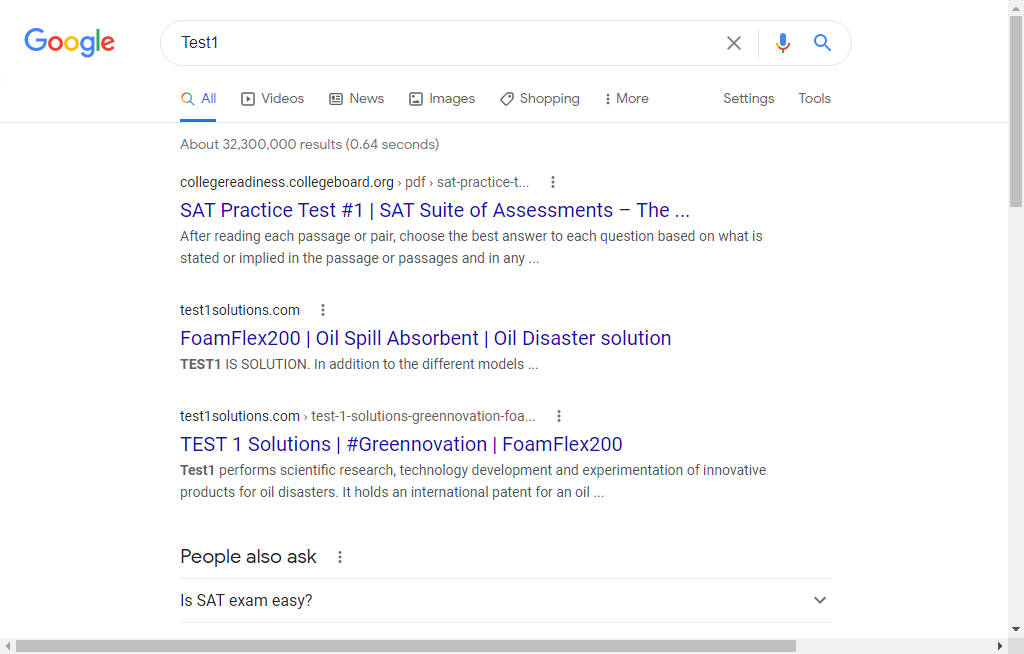 Google
Test1
All Videos News Images Shopping More Settings Tools
About 32,300,000 results (0.64 seconds)
collegereadiness.collegeboard.org › pdf › sat-practice-t...
SAT Practice Test #1 | SAT Suite of Assessments – The ...
After reading each passage or pair, choose the best answer to each question based on what is
stated or implied in the passage or passages and in any ...
test1solutions.com
FoamFlex200 | Oil Spill Absorbent | Oil Disaster solution
TEST1 IS SOLUTION. In addition to the different models ...
test1solutions.com › test-1-solutions-greennovation-foa...
TEST 1 Solutions | #Greennovation | FoamFlex200
Test1 performs scientific research, technology development and experimentation of innovative
products for oil disasters. It holds an international patent for an oil ...
People also ask
Is SAT exam easy?